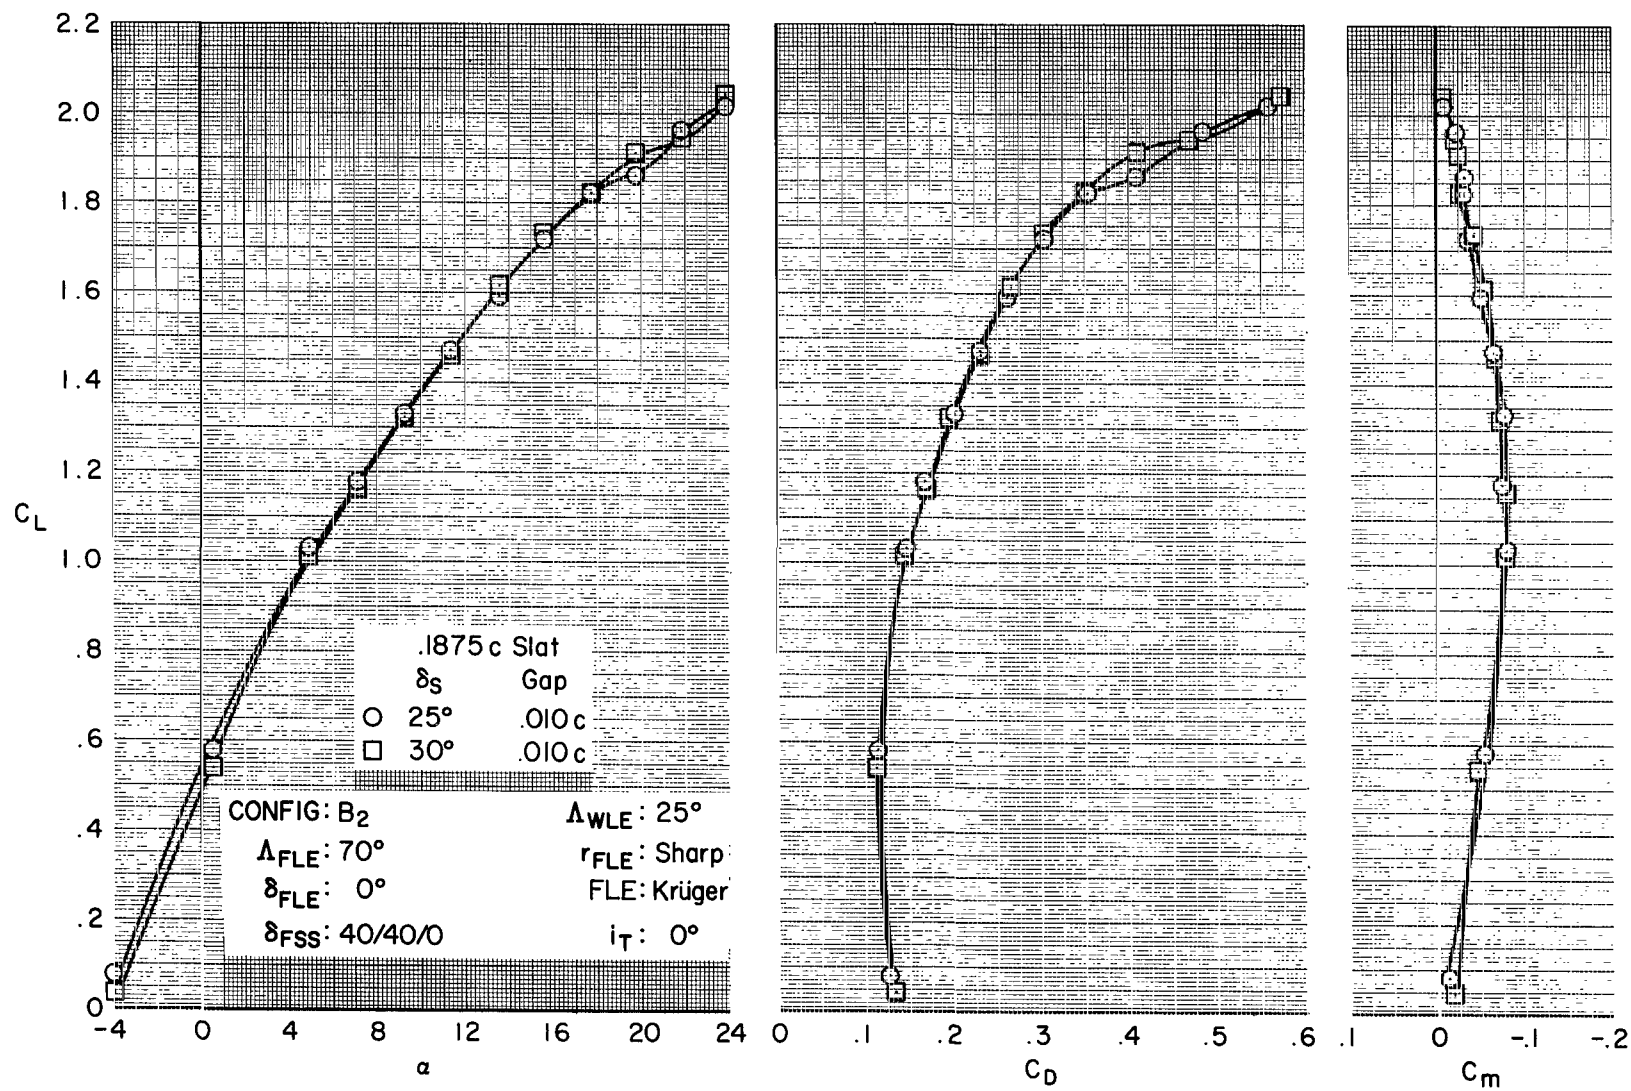 2.2
2.0
1.8
1.6
1.4
1.2
C_L
1.0
.8
.6
.4
.2
0
-4 0 4 8 12 16 20 24
α
.1875c Slat
δ_S Gap
○ 25° .010c
□ 30° .010c
CONFIG: B_2 Λ_WLE: 25°
Λ_FLE: 70° r_FLE: Sharp
δ_FLE: 0° FLE: Krüger
δ_FSS: 40/40/0 i_T: 0°
0 .1 .2 .3 .4 .5 .6
C_D
.1 0 -.1 -.2
C_m